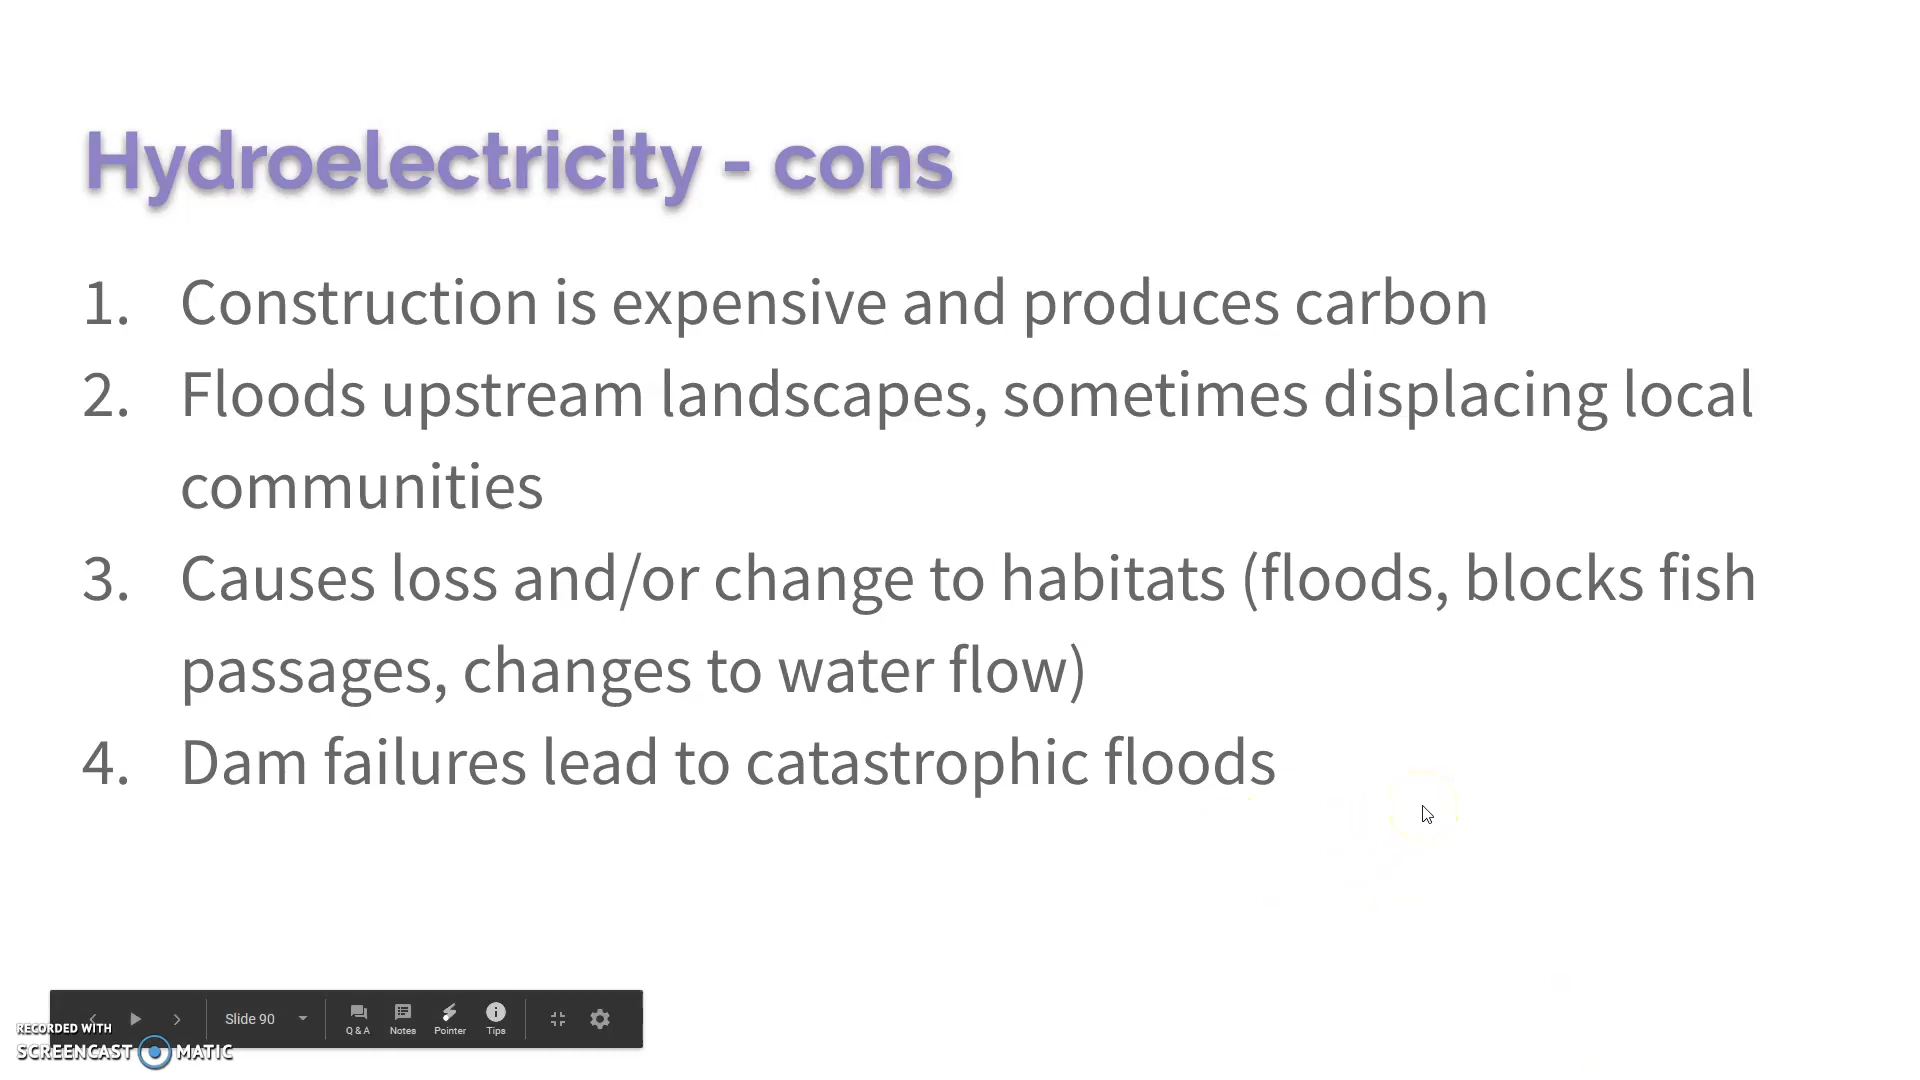 Hydroelectricity - cons
1. Construction is expensive and produces carbon
2. Floods upstream landscapes, sometimes displacing local
communities
3. Causes loss and/or change to habitats (floods, blocks fish
passages, changes to water flow)
4. Dam failures lead to catastrophic floods
Slide 90
Q & A Notes Pointer Tips
RECORDED WITH
SCREENCAST MATIC